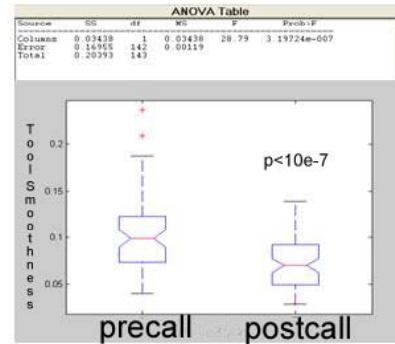 ANOVA Table
Source SS df MS F Prob>F
Columns 0.03438 1 0.03438 28.79 3.19724e-007
Error 0.16955 142 0.00119
Total 0.20393 143
Tool Smoothness
0.2
0.15
0.1
0.05
p<10e-7
precall postcall